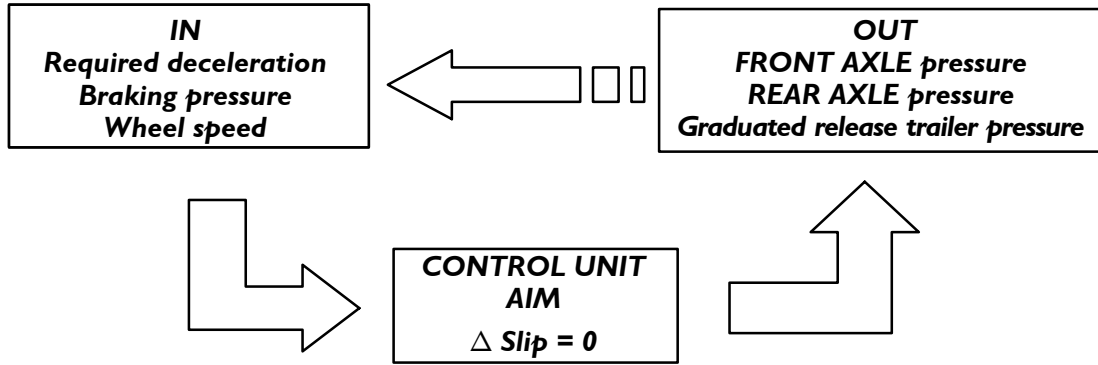 IN
Required deceleration
Braking pressure
Wheel speed
OUT
FRONT AXLE pressure
REAR AXLE pressure
Graduated release trailer pressure
CONTROL UNIT
AIM
△ Slip = 0